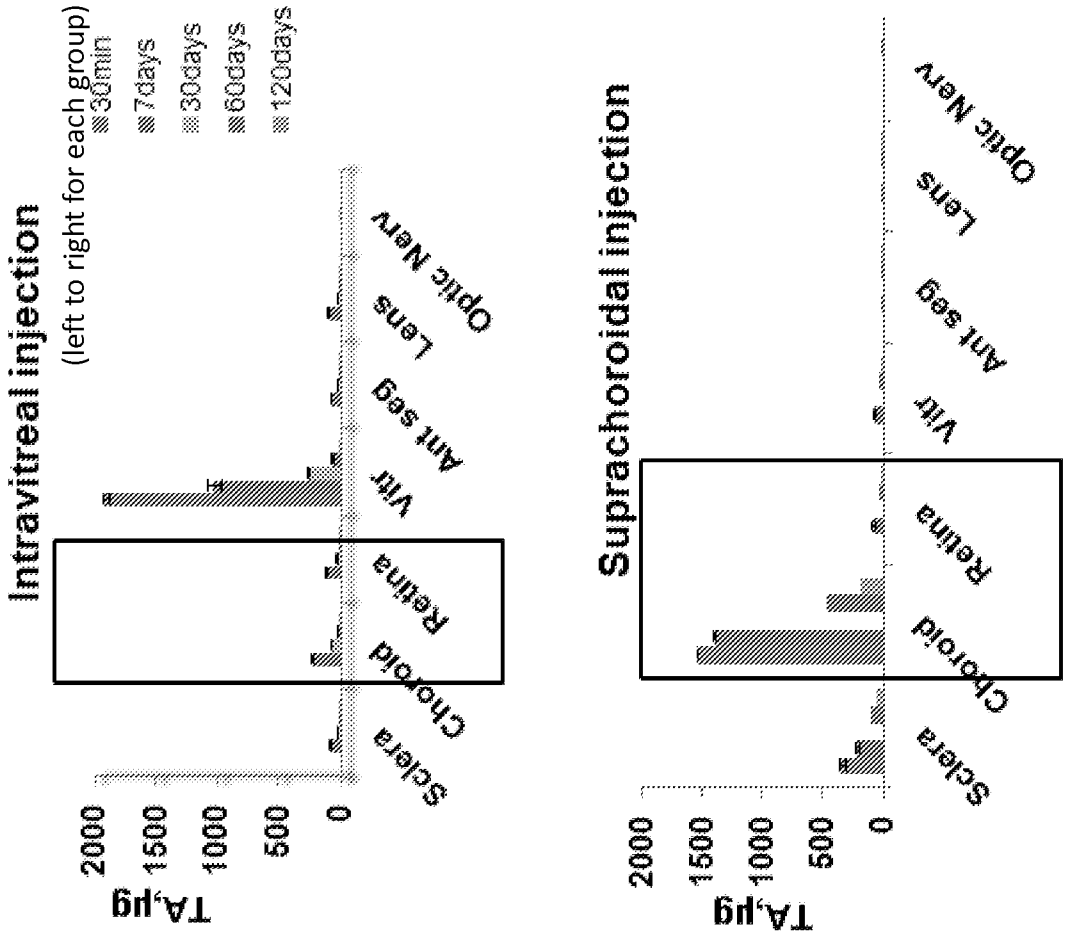 Intravitreal injection
(left to right for each group)
30min
7days
30days
60days
120days
TA,µg
2000
1500
1000
500
0
Sclera
Choroid
Retina
Vitr
Ant seg
Lens
Optic Nerv
Suprachoroidal injection
TA,µg
2000
1500
1000
500
0
Sclera
Choroid
Retina
Vitr
Ant seg
Lens
Optic Nerv